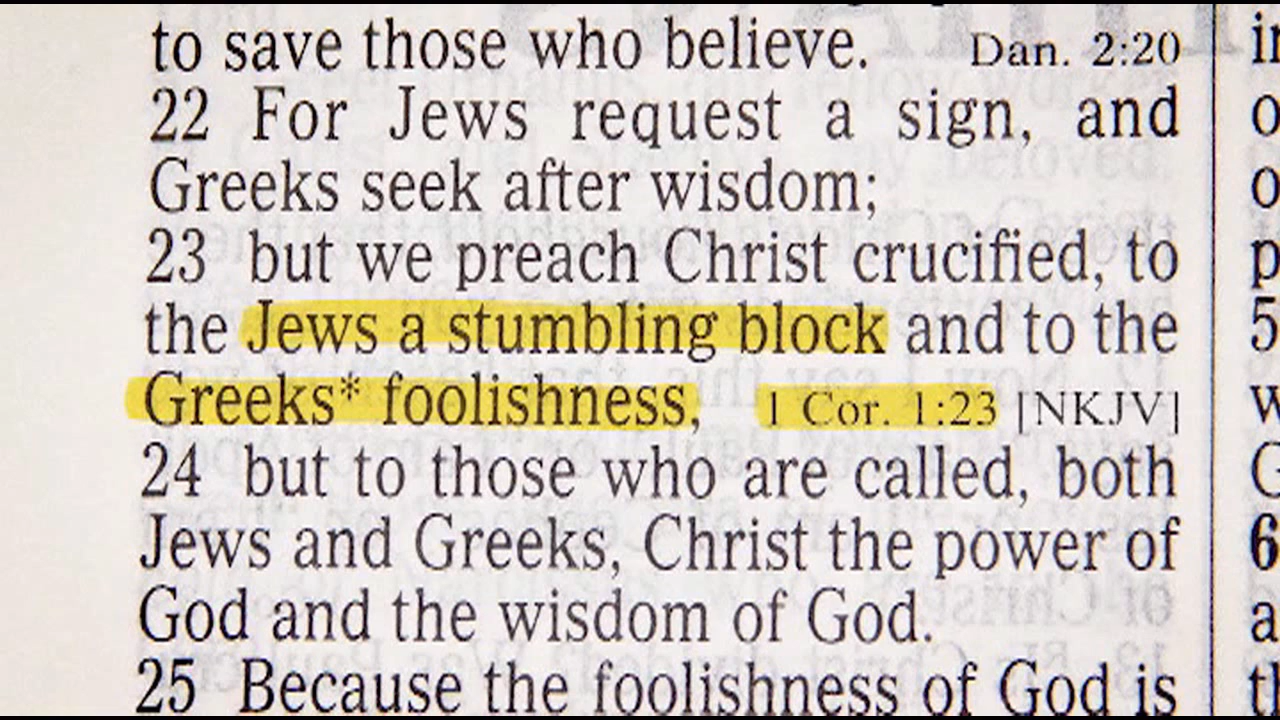 to save those who believe. Dan. 2:20
22 For Jews request a sign, and
Greeks seek after wisdom;
23 but we preach Christ crucified, to
the Jews a stumbling block and to the
Greeks* foolishness, 1 Cor. 1:23 [NKJV]
24 but to those who are called, both
Jews and Greeks, Christ the power of
God and the wisdom of God.
25 Because the foolishness of God is